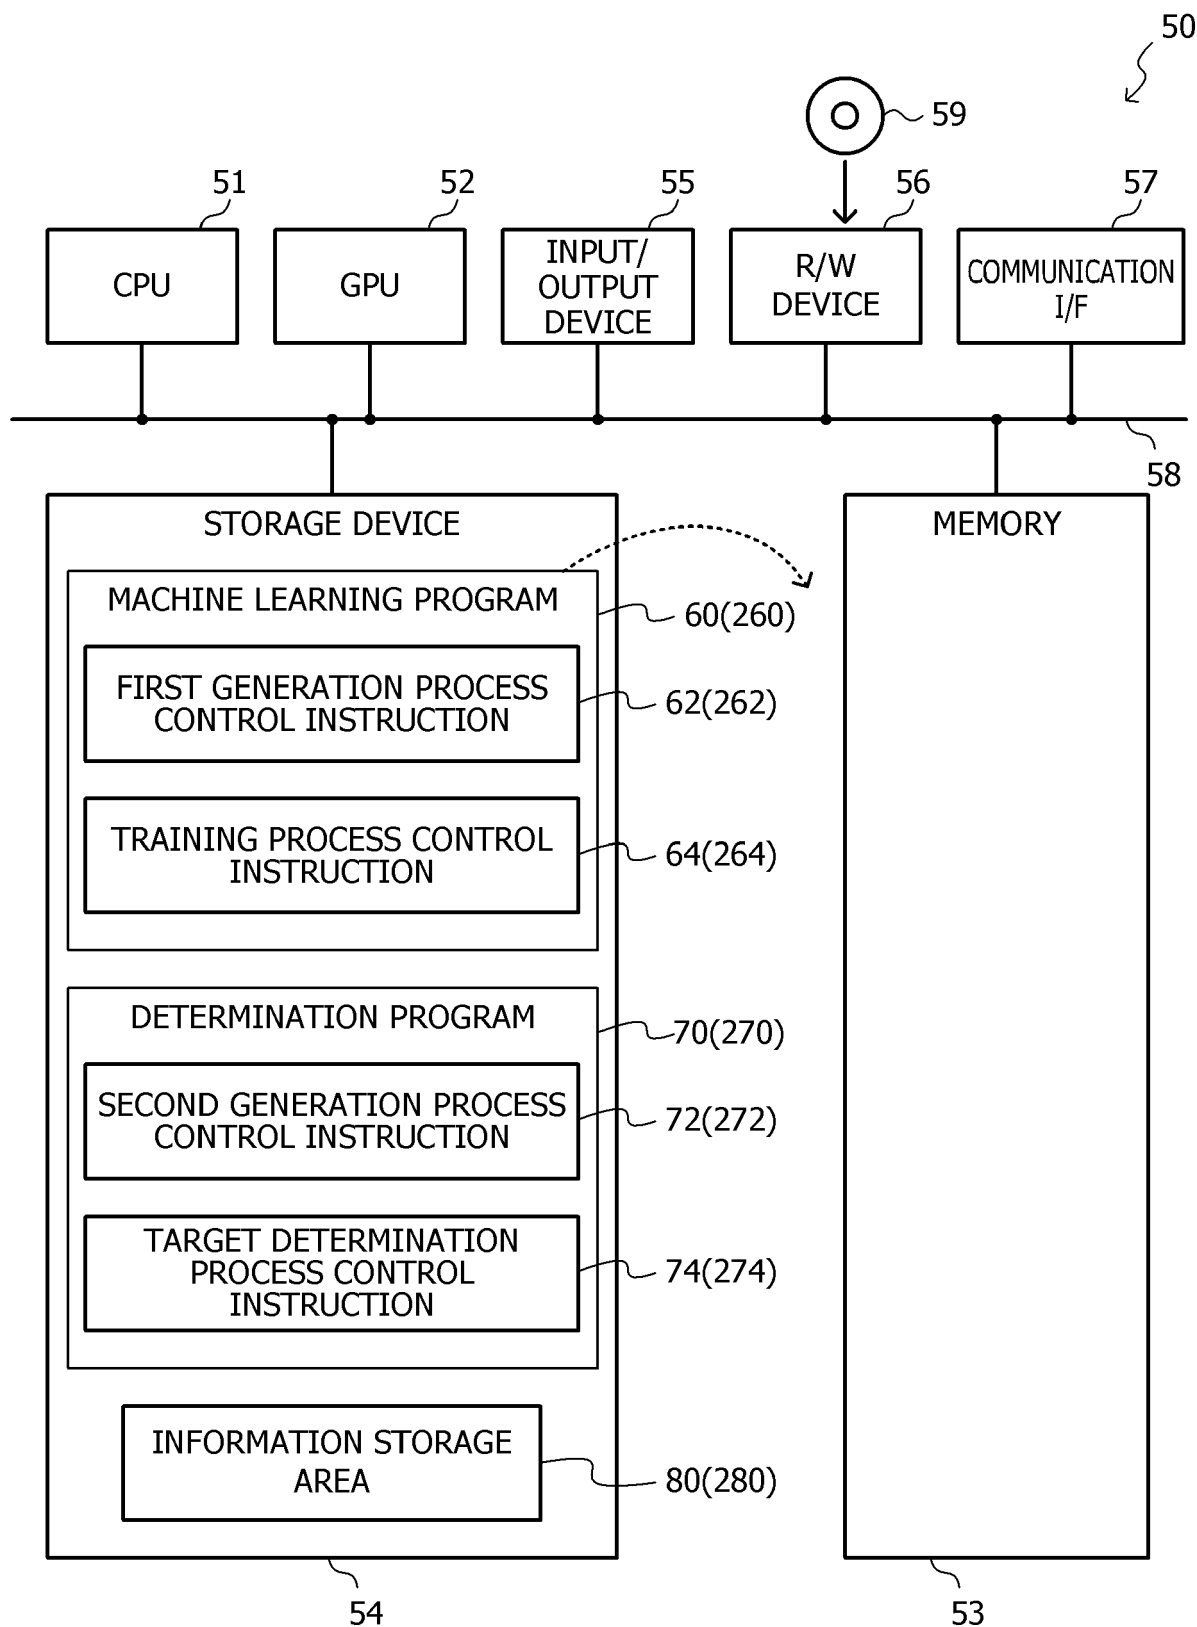 50
59
51
52
55
56
57
CPU
GPU
INPUT/
OUTPUT
DEVICE
R/W
DEVICE
COMMUNICATION
I/F
58
STORAGE DEVICE
MEMORY
MACHINE LEARNING PROGRAM
60(260)
FIRST GENERATION PROCESS
CONTROL INSTRUCTION
62(262)
TRAINING PROCESS CONTROL
INSTRUCTION
64(264)
DETERMINATION PROGRAM
70(270)
SECOND GENERATION PROCESS
CONTROL INSTRUCTION
72(272)
TARGET DETERMINATION
PROCESS CONTROL
INSTRUCTION
74(274)
INFORMATION STORAGE
AREA
80(280)
54
53